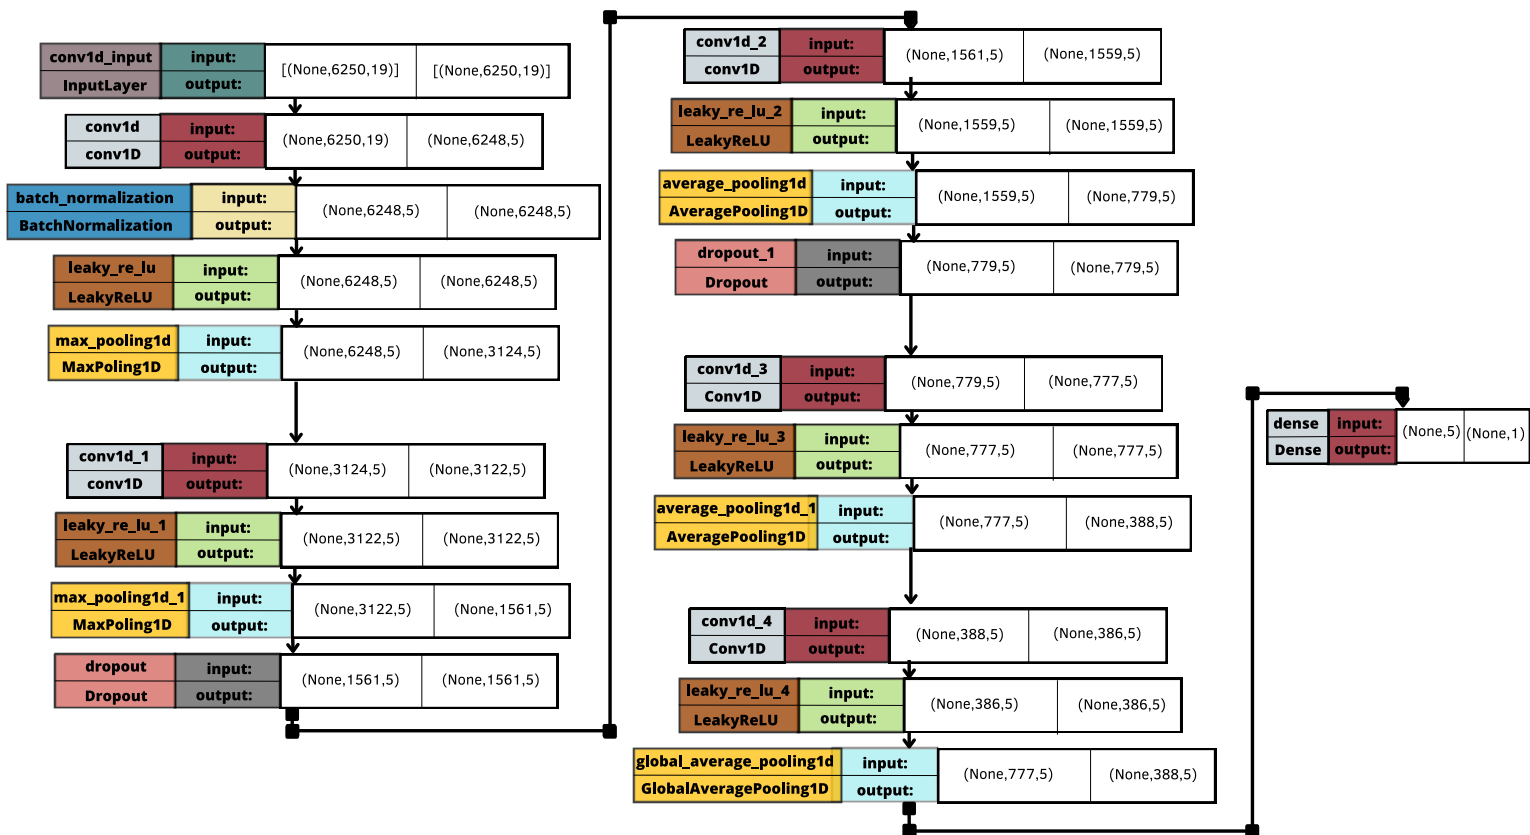 conv1d_input input: [(None,6250,19)] [(None,6250,19)]
InputLayer output:
conv1d input: (None,6250,19) (None,6248,5)
conv1D output:
batch_normalization input: (None,6248,5) (None,6248,5)
BatchNormalization output:
leaky_re_lu input: (None,6248,5) (None,6248,5)
LeakyReLU output:
max_pooling1d input: (None,6248,5) (None,3124,5)
MaxPoling1D output:
conv1d_1 input: (None,3124,5) (None,3122,5)
conv1D output:
leaky_re_lu_1 input: (None,3122,5) (None,3122,5)
LeakyReLU output:
max_pooling1d_1 input: (None,3122,5) (None,1561,5)
MaxPoling1D output:
dropout input: (None,1561,5) (None,1561,5)
Dropout output:
conv1d_2 input: (None,1561,5) (None,1559,5)
conv1D output:
leaky_re_lu_2 input: (None,1559,5) (None,1559,5)
LeakyReLU output:
average_pooling1d input: (None,1559,5) (None,779,5)
AveragePooling1D output:
dropout_1 input: (None,779,5) (None,779,5)
Dropout output:
conv1d_3 input: (None,779,5) (None,777,5)
Conv1D output:
leaky_re_lu_3 input: (None,777,5) (None,777,5)
LeakyReLU output:
average_pooling1d_1 input: (None,777,5) (None,388,5)
AveragePooling1D output:
conv1d_4 input: (None,388,5) (None,386,5)
Conv1D output:
leaky_re_lu_4 input: (None,386,5) (None,386,5)
LeakyReLU output:
global_average_pooling1d input: (None,777,5) (None,388,5)
GlobalAveragePooling1D output:
dense input: (None,5) (None,1)
Dense output: